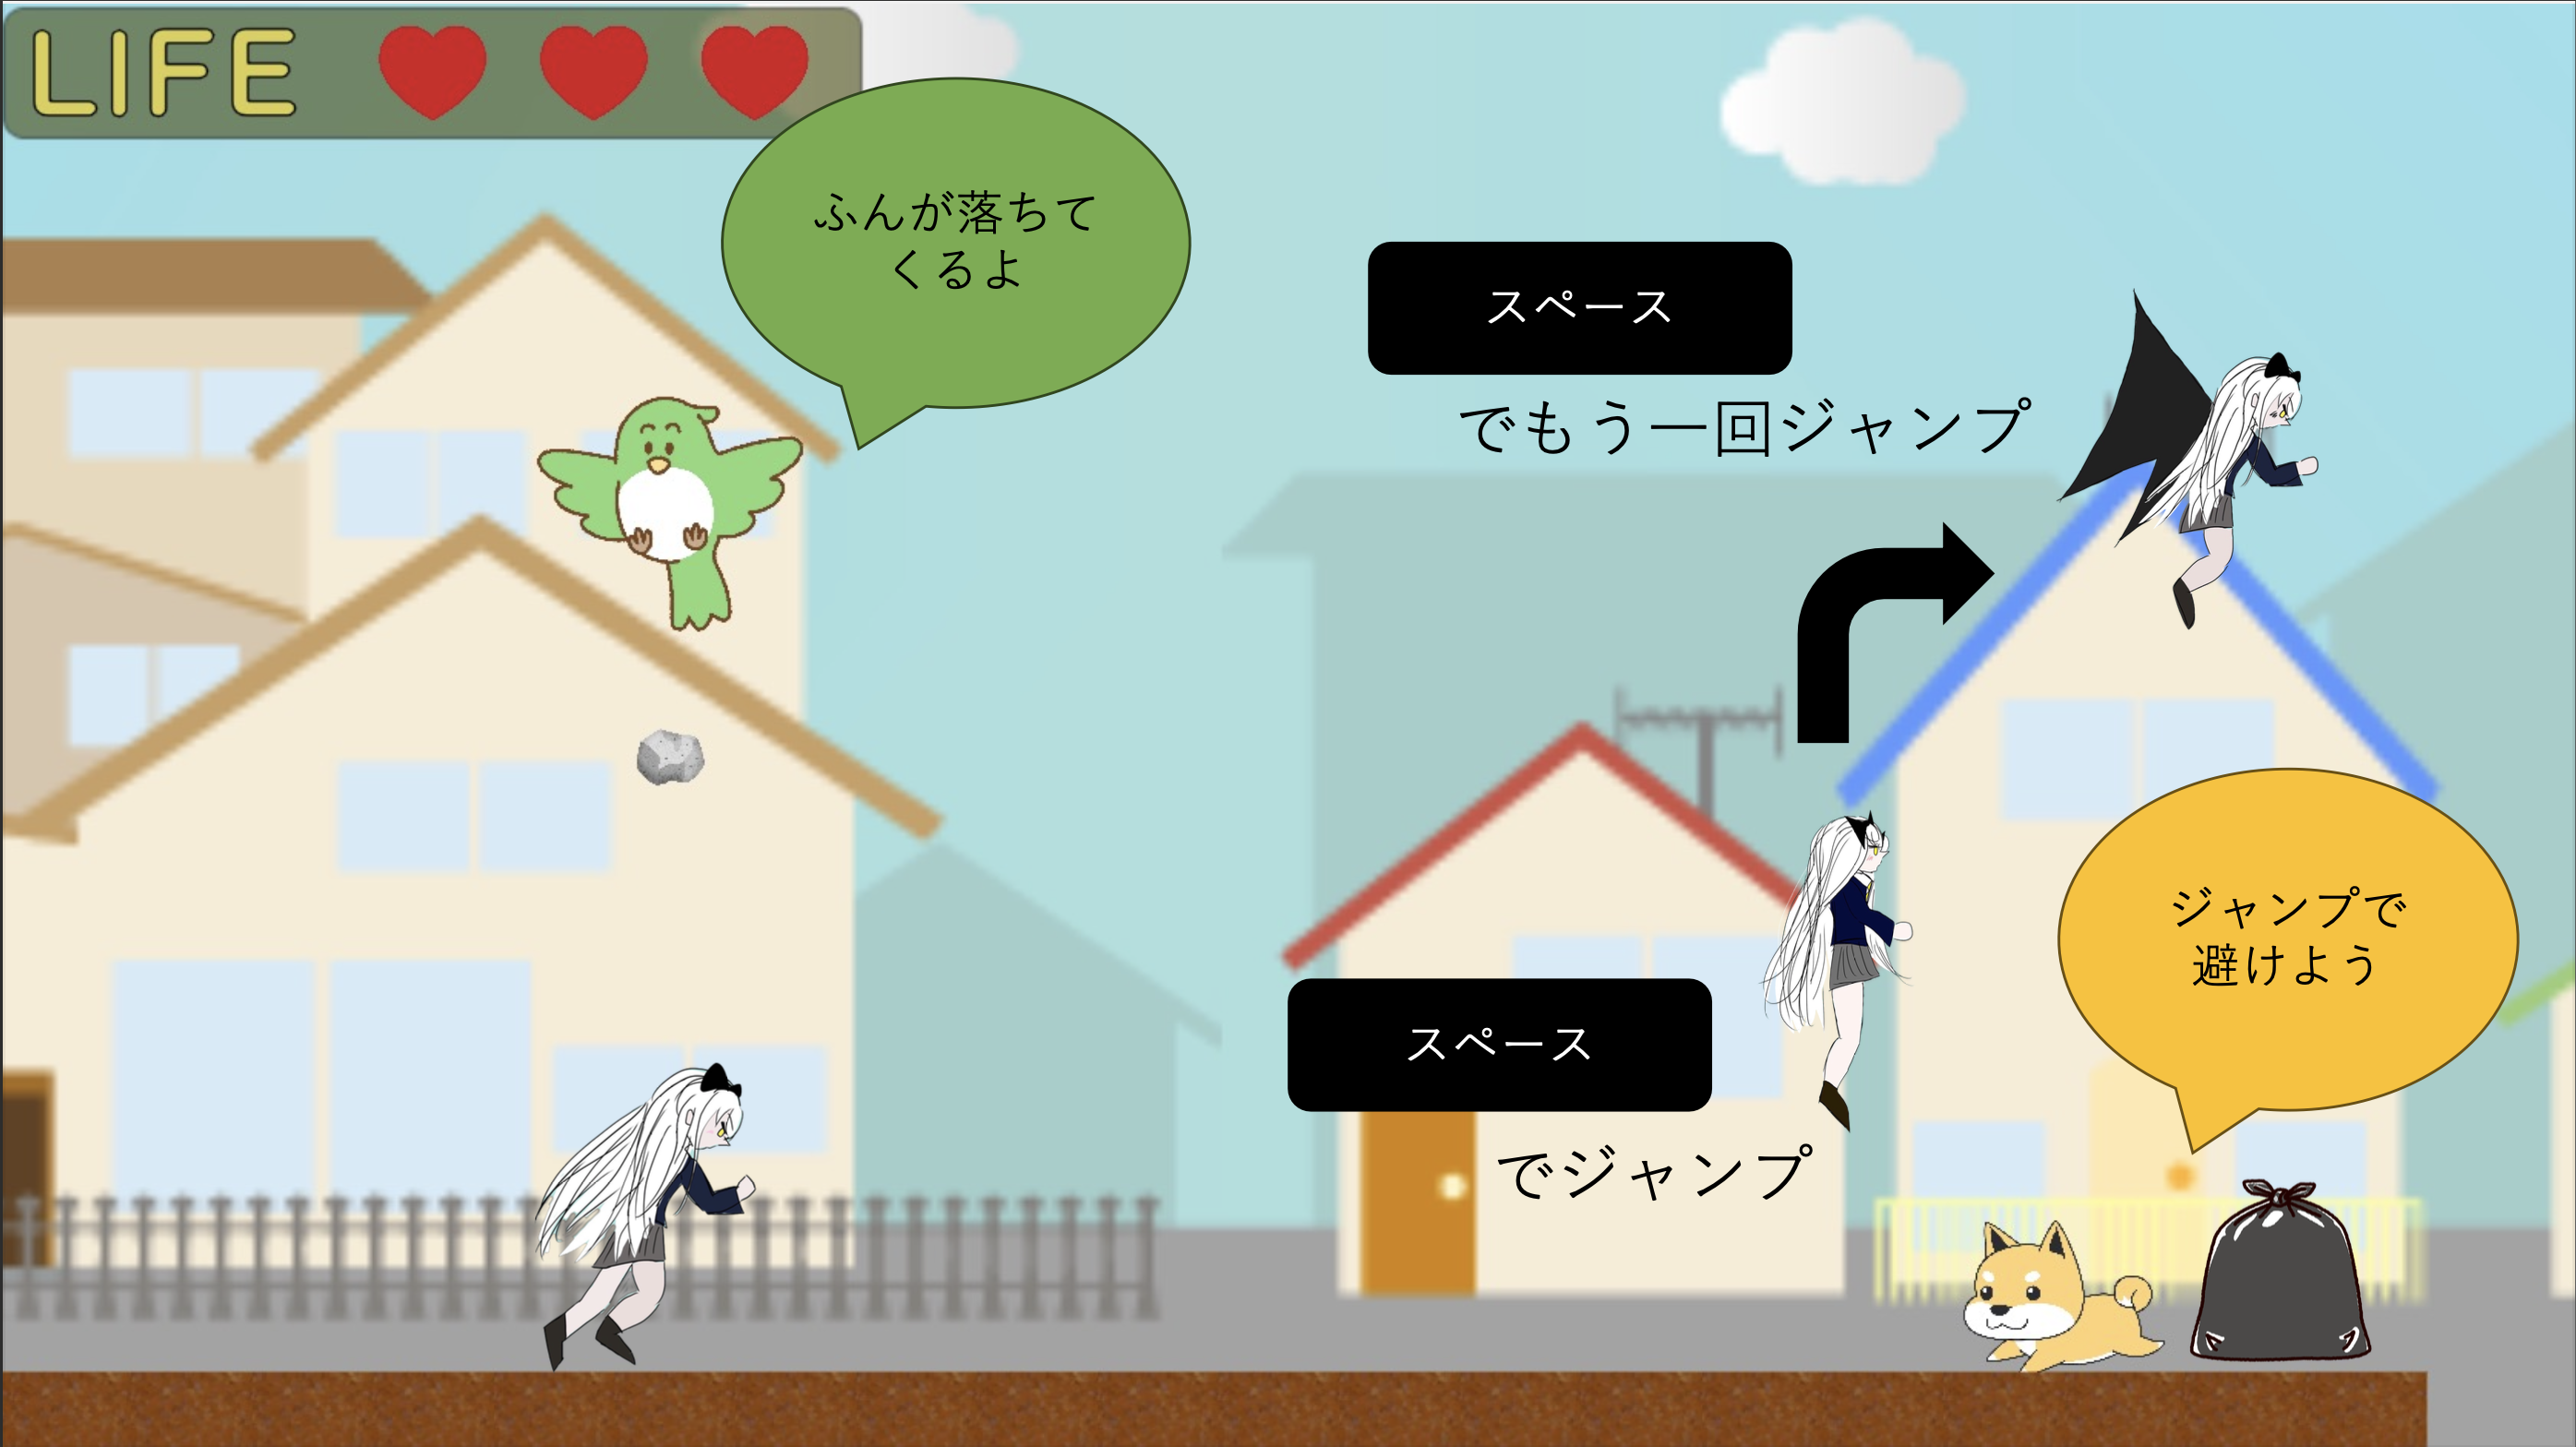 LIFE
ふんが落ちて
くるよ
スペース
でもう一回ジャンプ
スペース
でジャンプ
ジャンプで
避けよう